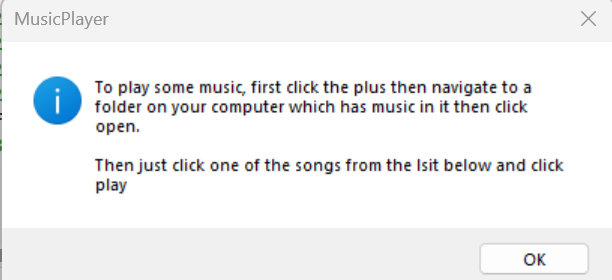 MusicPlayer
To play some music, first click the plus then navigate to a
folder on your computer which has music in it then click
open.
Then just click one of the songs from the lsit below and click
play
OK